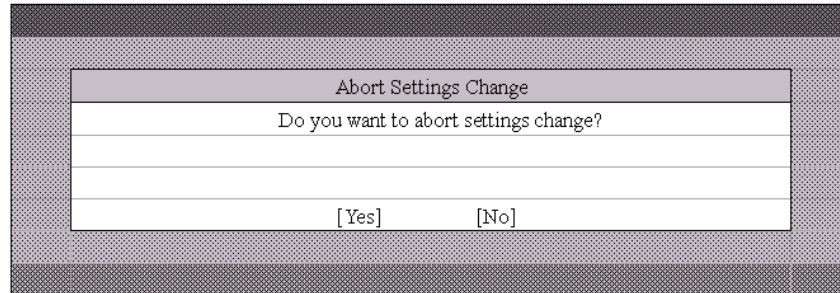 Abort Settings Change
Do you want to abort settings change?
[Yes] [No]